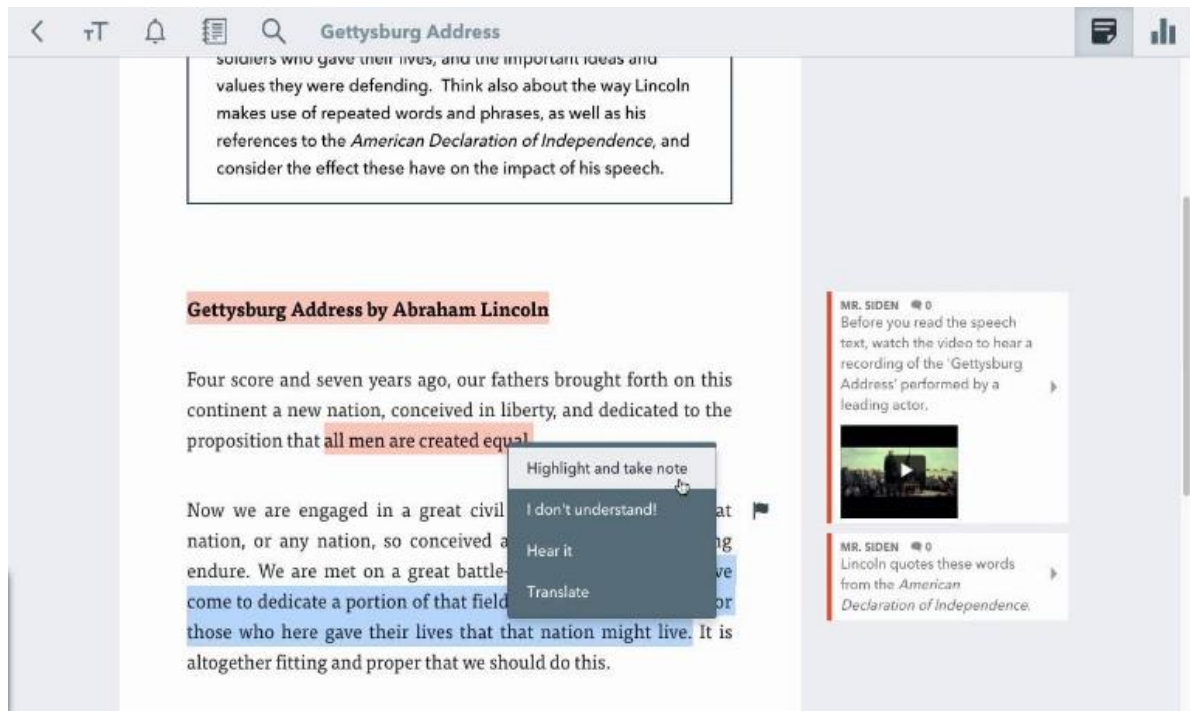 Gettysburg Address
soldiers who gave their lives, and the important ideas and
values they were defending. Think also about the way Lincoln
makes use of repeated words and phrases, as well as his
references to the American Declaration of Independence, and
consider the effect these have on the impact of his speech.
Gettysburg Address by Abraham Lincoln
Four score and seven years ago, our fathers brought forth on this
continent a new nation, conceived in liberty, and dedicated to the
proposition that all men are created equal.
Now we are engaged in a great civil at
nation, or any nation, so conceived a ng
endure. We are met on a great battle- ve
come to dedicate a portion of that field or
those who here gave their lives that that nation might live. It is
altogether fitting and proper that we should do this.
Highlight and take note
I don't understand!
Hear it
Translate
MR. SIDEN 0
Before you read the speech
text, watch the video to hear a
recording of the 'Gettysburg
Address' performed by a
leading actor.
MR. SIDEN 0
Lincoln quotes these words
from the American
Declaration of Independence.